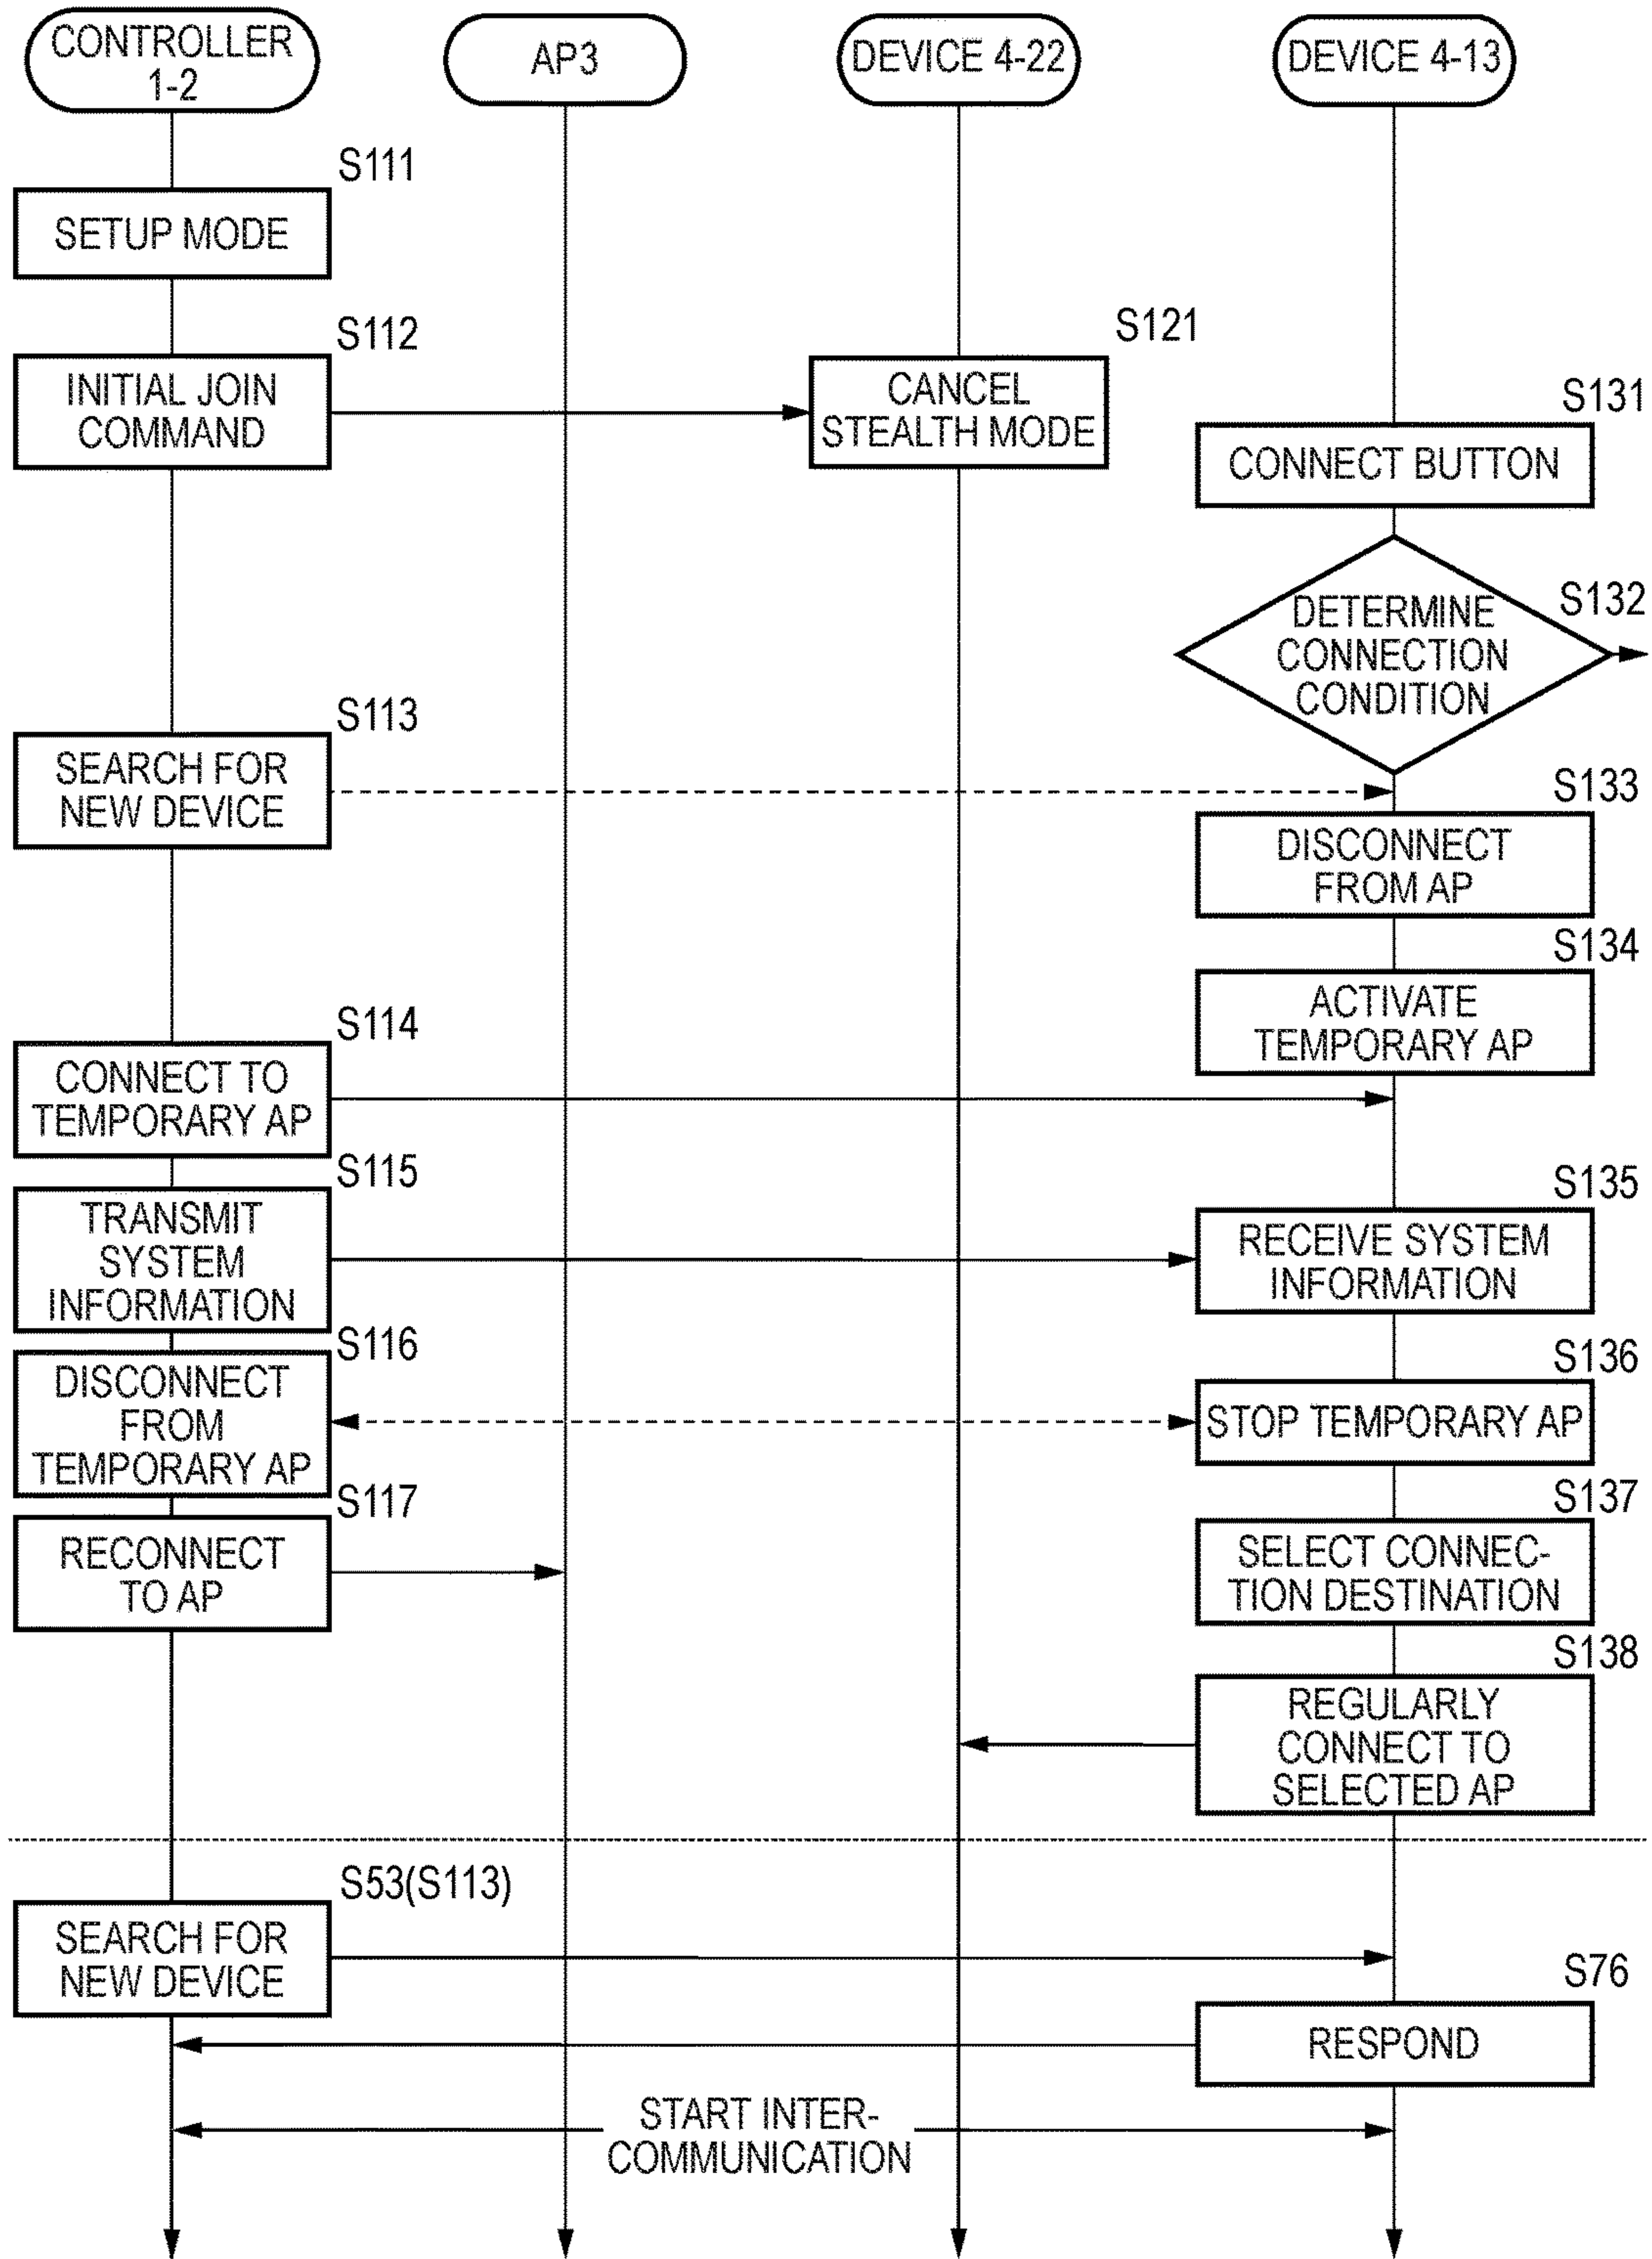 CONTROLLER
1-2
AP3
DEVICE 4-22
DEVICE 4-13
S111
SETUP MODE
S112
INITIAL JOIN
COMMAND
S121
CANCEL
STEALTH MODE
S131
CONNECT BUTTON
S132
DETERMINE
CONNECTION
CONDITION
S113
SEARCH FOR
NEW DEVICE
S133
DISCONNECT
FROM AP
S134
ACTIVATE
TEMPORARY AP
S114
CONNECT TO
TEMPORARY AP
S115
TRANSMIT
SYSTEM
INFORMATION
S135
RECEIVE SYSTEM
INFORMATION
S116
DISCONNECT
FROM
TEMPORARY AP
S136
STOP TEMPORARY AP
S117
RECONNECT
TO AP
S137
SELECT CONNEC-
TION DESTINATION
S138
REGULARLY
CONNECT TO
SELECTED AP
S53(S113)
SEARCH FOR
NEW DEVICE
S76
RESPOND
START INTER-
COMMUNICATION